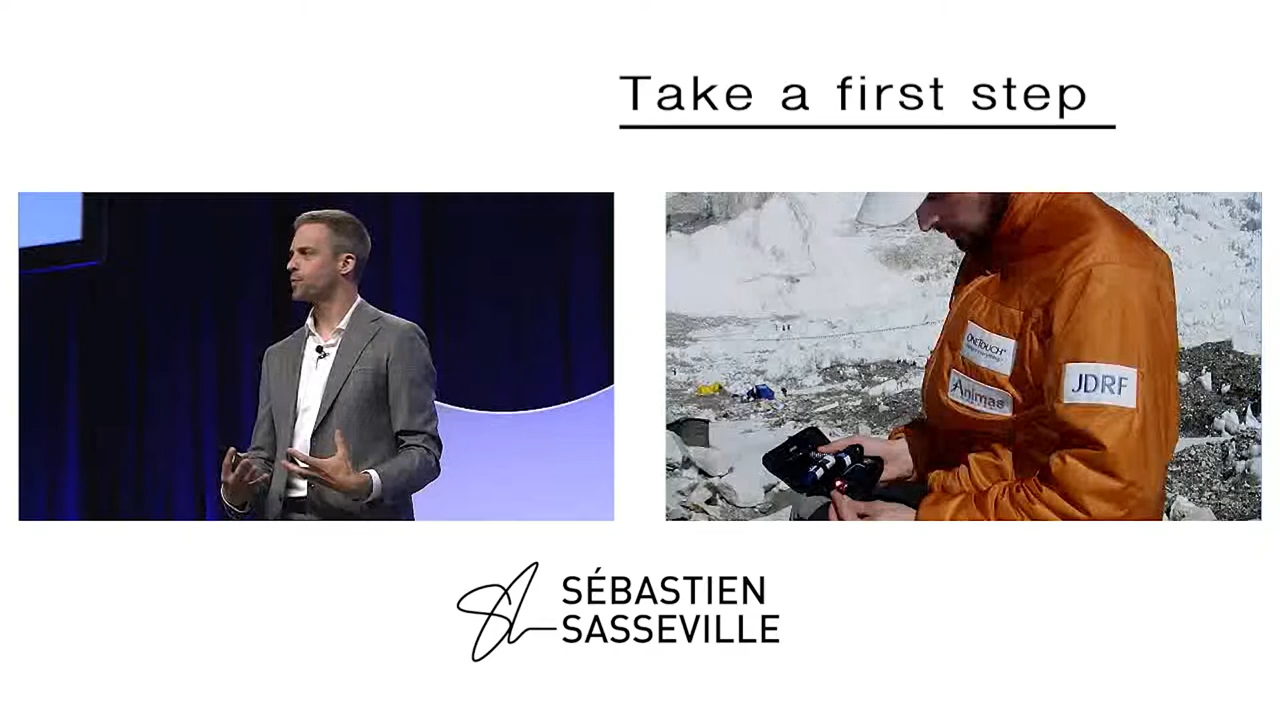 Take a first step
ONETOUCH®
Animas
JDRF
SÉBASTIEN
SASSEVILLE